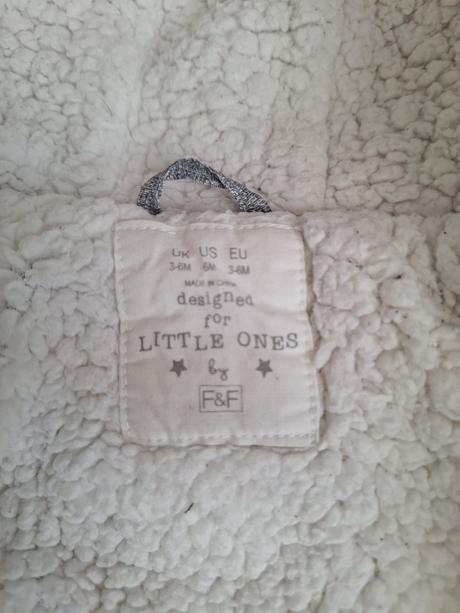 UK US EU
3-6M 6M 3-6M
MADE IN CHINA
designed
for
LITTLE ONES
by
F&F